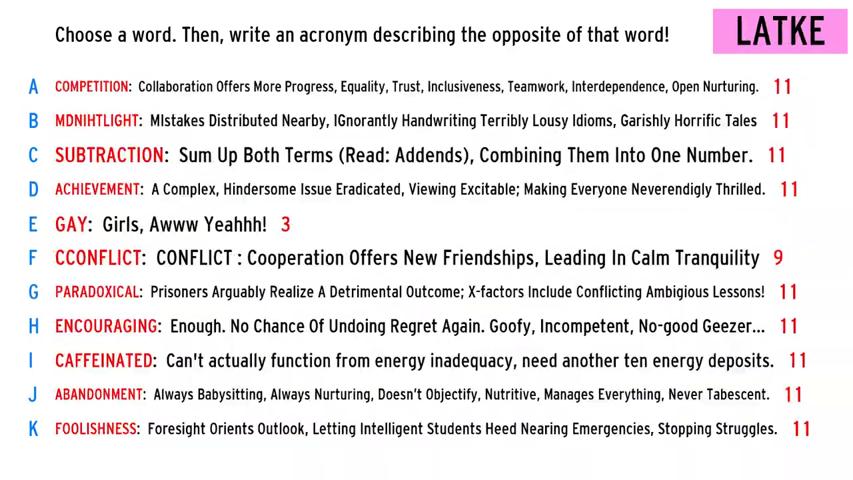 Choose a word. Then, write an acronym describing the opposite of that word!
LATKE
A COMPETITION: Collaboration Offers More Progress, Equality, Trust, Inclusiveness, Teamwork, Interdependence, Open Nurturing. 11
B MDNIHTLIGHT: MIstakes Distributed Nearby, IGnorantly Handwriting Terribly Lousy Idioms, Garishly Horrific Tales 11
C SUBTRACTION: Sum Up Both Terms (Read: Addends), Combining Them Into One Number. 11
D ACHIEVEMENT: A Complex, Hindersome Issue Eradicated, Viewing Excitable; Making Everyone Neverendigly Thrilled. 11
E GAY: Girls, Awww Yeahhh! 3
F CCONFLICT: CONFLICT : Cooperation Offers New Friendships, Leading In Calm Tranquility 9
G PARADOXICAL: Prisoners Arguably Realize A Detrimental Outcome; X-factors Include Conflicting Ambigious Lessons! 11
H ENCOURAGING: Enough. No Chance Of Undoing Regret Again. Goofy, Incompetent, No-good Geezer... 11
I CAFFEINATED: Can't actually function from energy inadequacy, need another ten energy deposits. 11
J ABANDONMENT: Always Babysitting, Always Nurturing, Doesn't Objectify, Nutritive, Manages Everything, Never Tabescent. 11
K FOOLISHNESS: Foresight Orients Outlook, Letting Intelligent Students Heed Nearing Emergencies, Stopping Struggles. 11